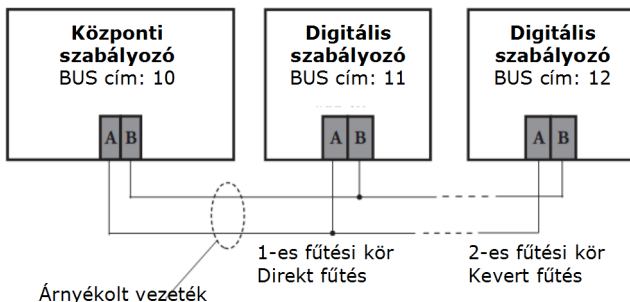 Központi
szabályozó
BUS cím: 10
A B
Digitális
szabályozó
BUS cím: 11
A B
Digitális
szabályozó
BUS cím: 12
A B
1-es fűtési kör
Direkt fűtés
2-es fűtési kör
Kevert fűtés
Árnyékolt vezeték